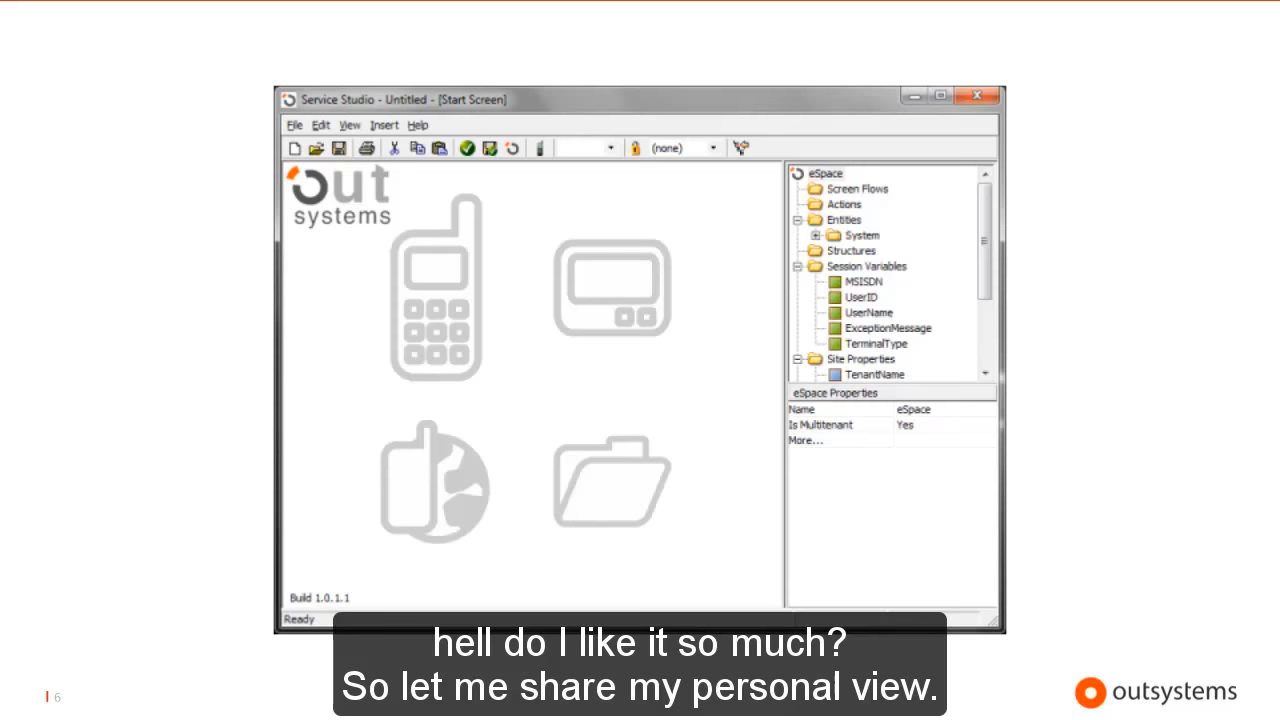 Service Studio - Untitled - [Start Screen]
File Edit View Insert Help
(none)
out
systems
eSpace
Screen Flows
Actions
Entities
System
Structures
Session Variables
MSISDN
UserID
UserName
ExceptionMessage
TerminalType
Site Properties
TenantName
eSpace Properties
Name eSpace
Is Multitenant Yes
More...
Build 1.0.1.1
Ready
hell do I like it so much?
So let me share my personal view.
6
outsystems